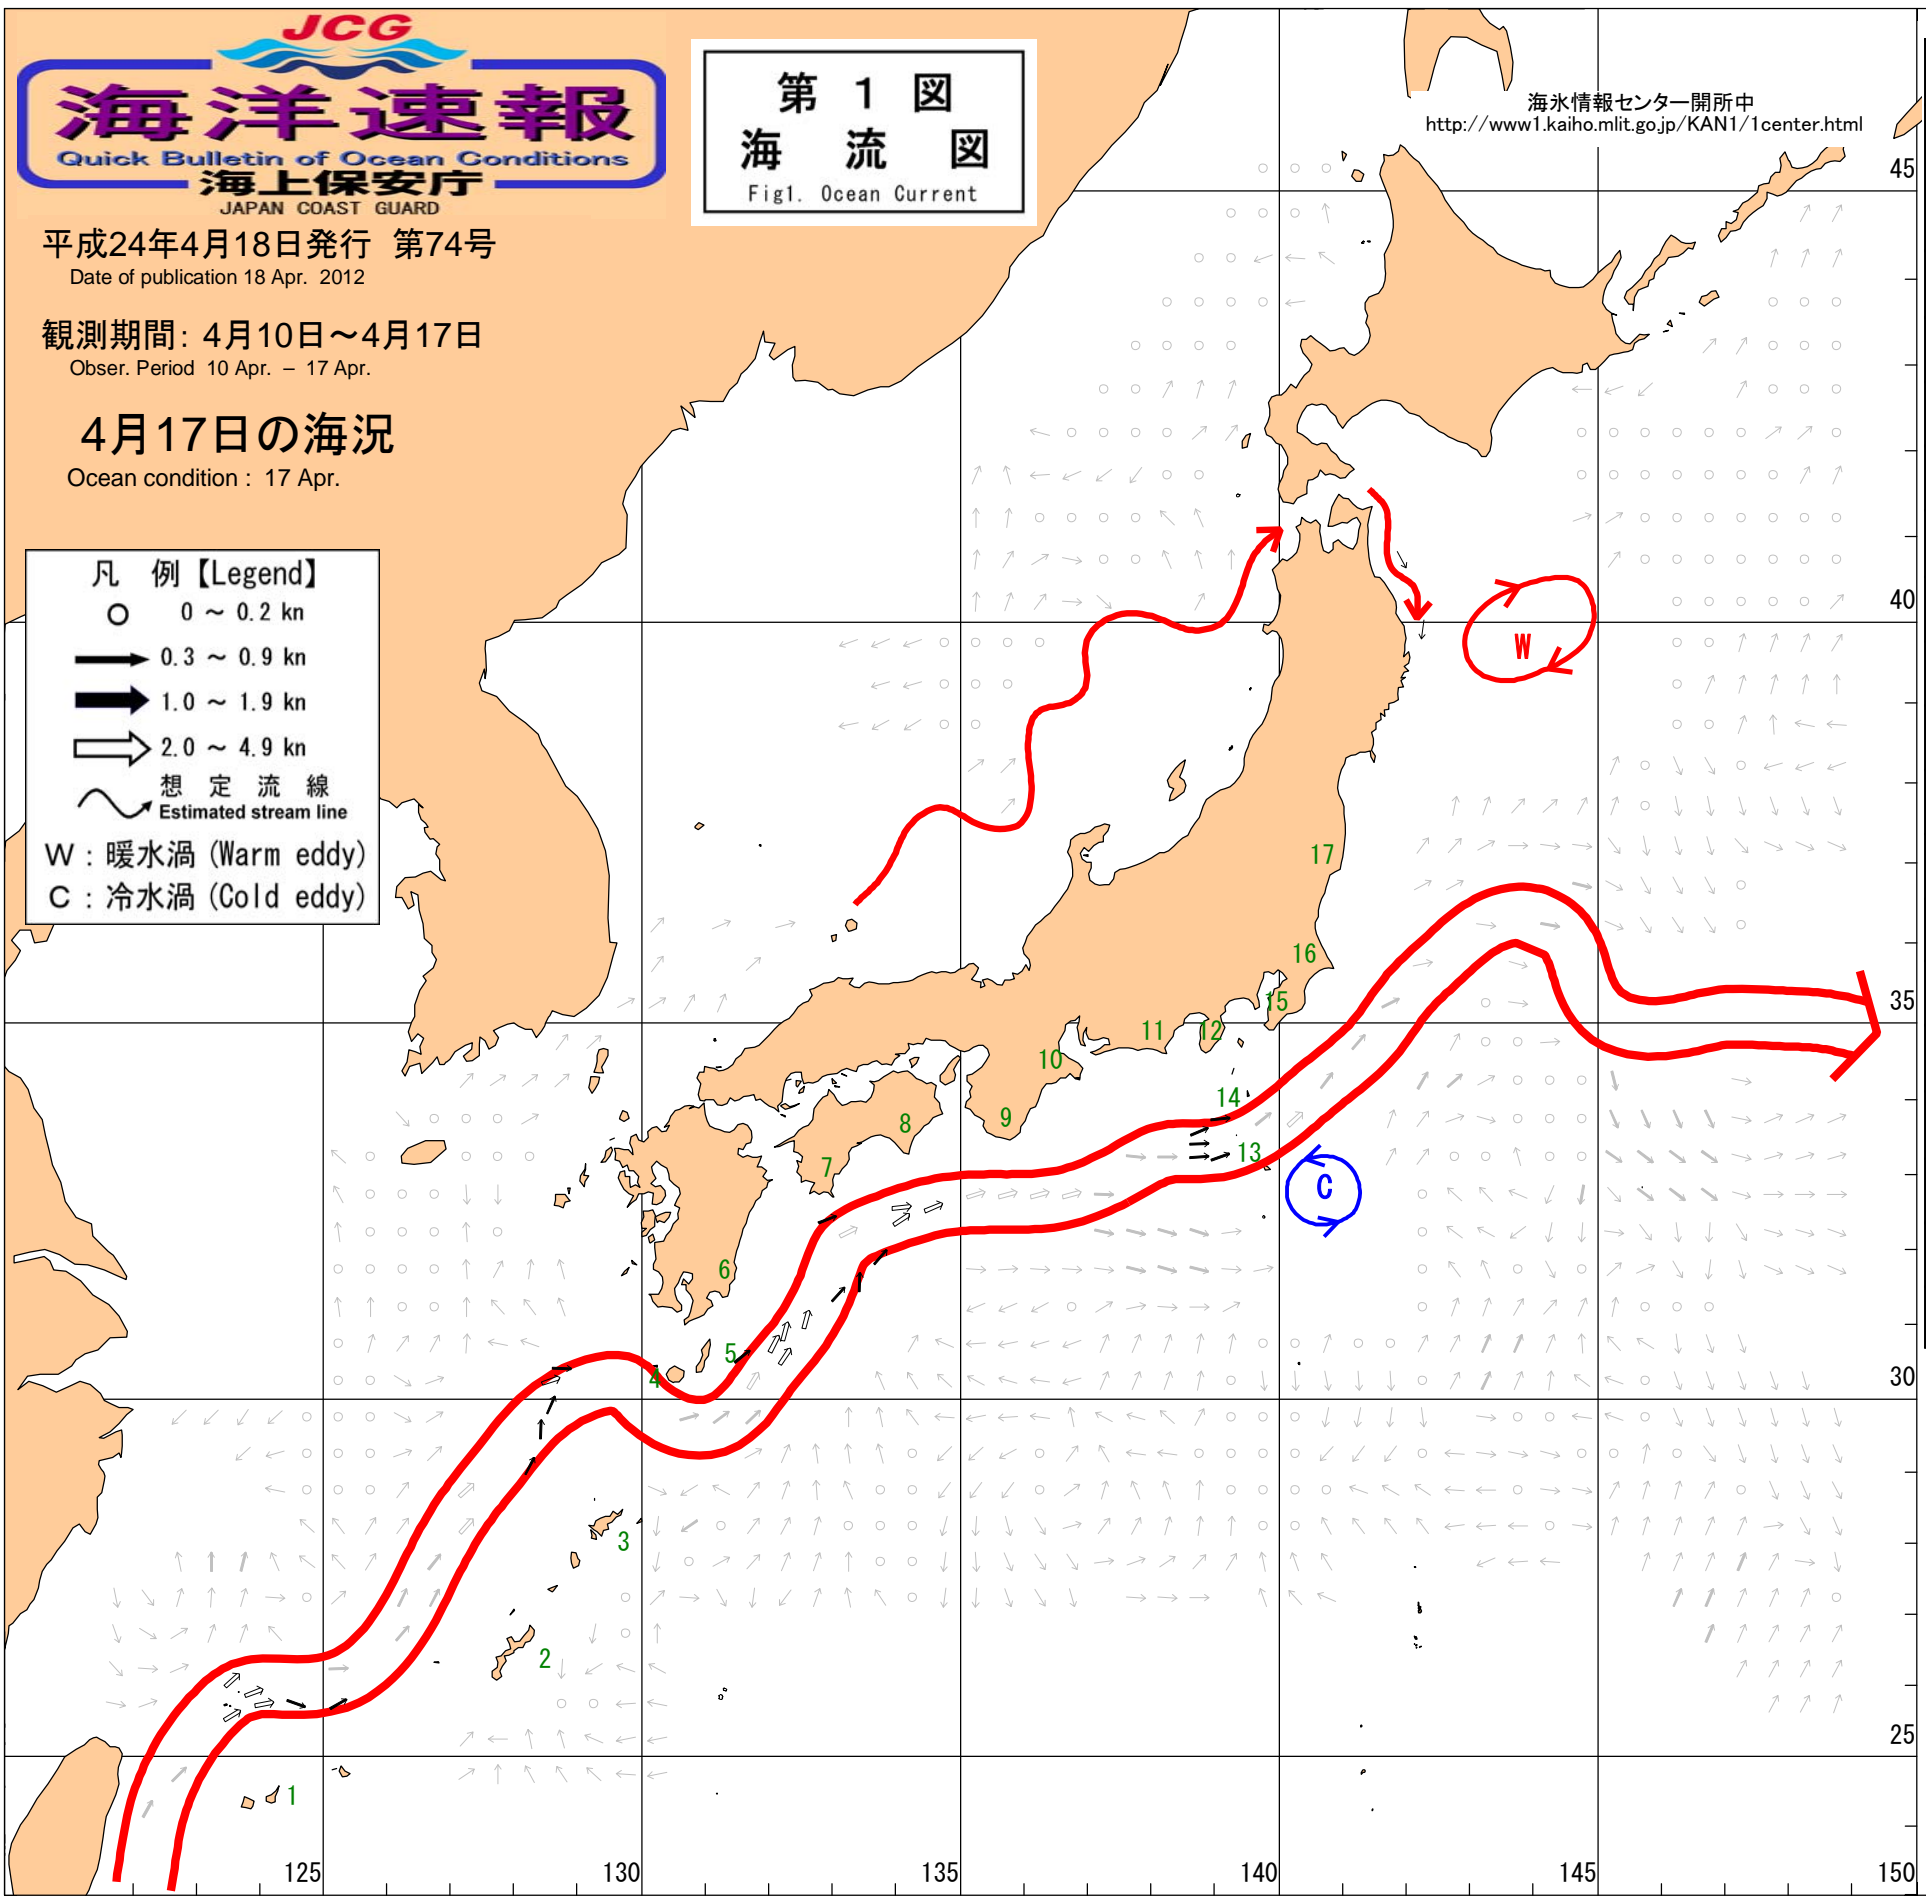 JCG
海洋速報
Quick Bulletin of Ocean Conditions
海上保安庁
JAPAN COAST GUARD
第 1 図
海 流 図
Fig1. Ocean Current
海氷情報センター開所中
http://www1.kaiho.mlit.go.jp/KAN1/1center.html
平成24年4月18日発行 第74号
Date of publication 18 Apr. 2012
観測期間: 4月10日~4月17日
Obser. Period 10 Apr. – 17 Apr.
4月17日の海況
Ocean condition : 17 Apr.
凡 例【Legend】
0 ~ 0.2 kn
0.3 ~ 0.9 kn
1.0 ~ 1.9 kn
2.0 ~ 4.9 kn
想 定 流 線
Estimated stream line
W : 暖水渦 (Warm eddy)
C : 冷水渦 (Cold eddy)
45
40
W
17
16
35
15
12
11
10
14
9
8
13
7
C
6
5
4
30
3
2
25
1
125
130
135
140
145
150